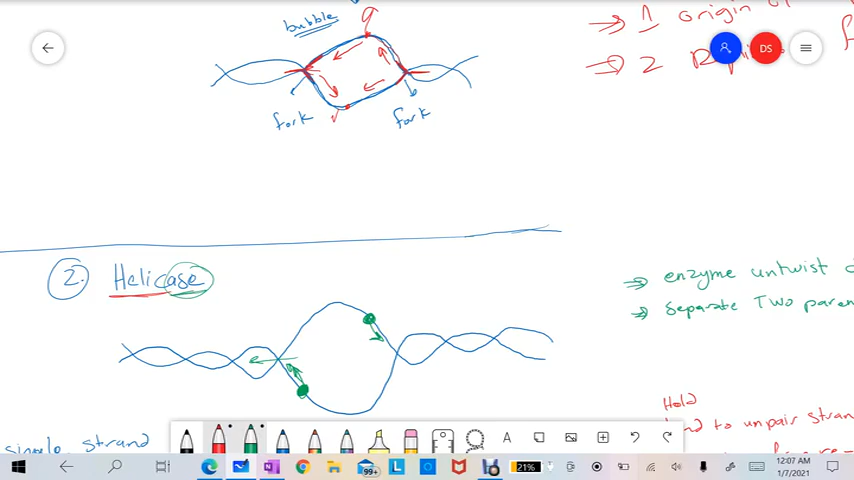 bubble
→ 1 origin of
→ 2
DS
fork
fork
2. Helicase
→ enzyme untwist
→ separate Two paren
Hold
to unpair stran
single strand
A
99+
L
21%
12:07 AM
1/7/2021